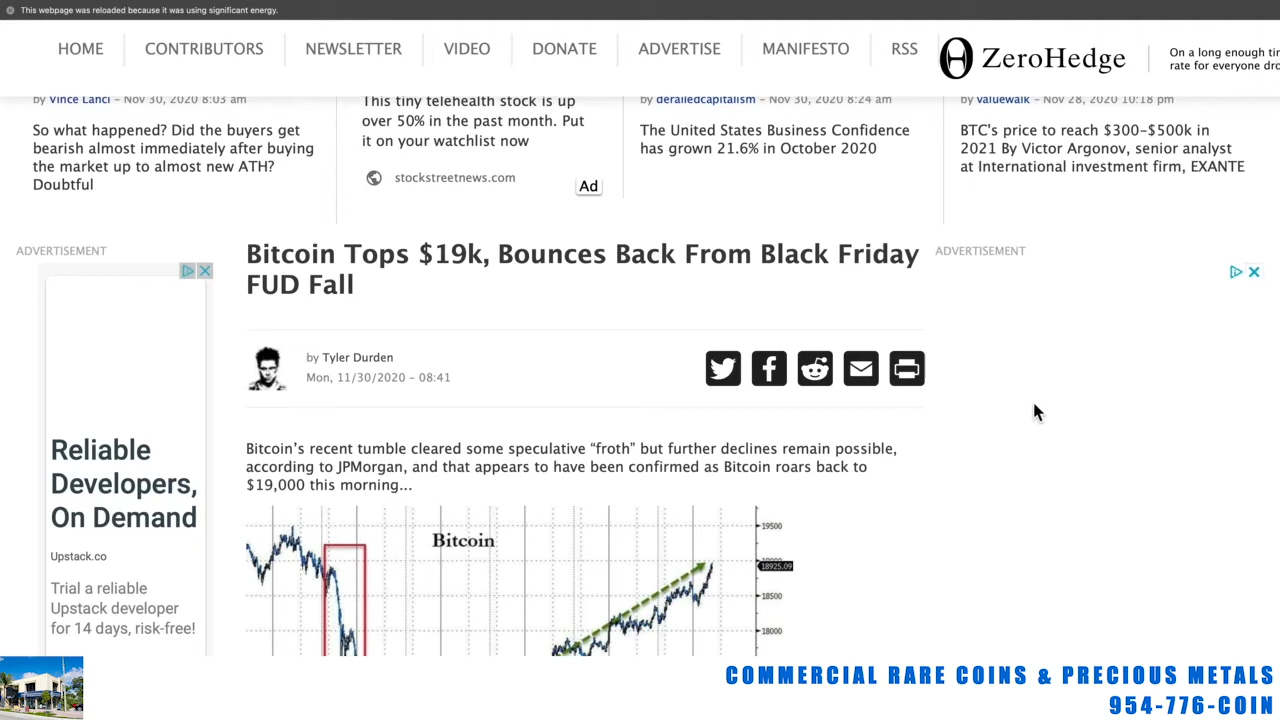 This webpage was reloaded because it was using significant energy.
HOME
CONTRIBUTORS
NEWSLETTER
VIDEO
DONATE
ADVERTISE
MANIFESTO
RSS
ZeroHedge
On a long enough
rate for everyone
by Vince Lanci – Nov 30, 2020 8:03 am
So what happened? Did the buyers get
bearish almost immediately after buying
the market up to almost new ATH?
Doubtful
This tiny telehealth stock is up
over 50% in the past month. Put
it on your watchlist now
stockstreetnews.com
Ad
by derailedcapitalism – Nov 30, 2020 8:24 am
The United States Business Confidence
has grown 21.6% in October 2020
by valuewalk – Nov 28, 2020 10:18 pm
BTC's price to reach $300–$500k in
2021 By Victor Argonov, senior analyst
at International investment firm, EXANTE
ADVERTISEMENT
Reliable
Developers,
On Demand
Upstack.co
Trial a reliable
Upstack developer
for 14 days, risk-free!
Bitcoin Tops $19k, Bounces Back From Black Friday
FUD Fall
by Tyler Durden
Mon, 11/30/2020 – 08:41
Bitcoin’s recent tumble cleared some speculative “froth” but further declines remain possible,
according to JPMorgan, and that appears to have been confirmed as Bitcoin roars back to
$19,000 this morning...
Bitcoin
19500
18925.09
18500
18000
ADVERTISEMENT
COMMERCIAL RARE COINS & PRECIOUS METALS
954-776-COIN